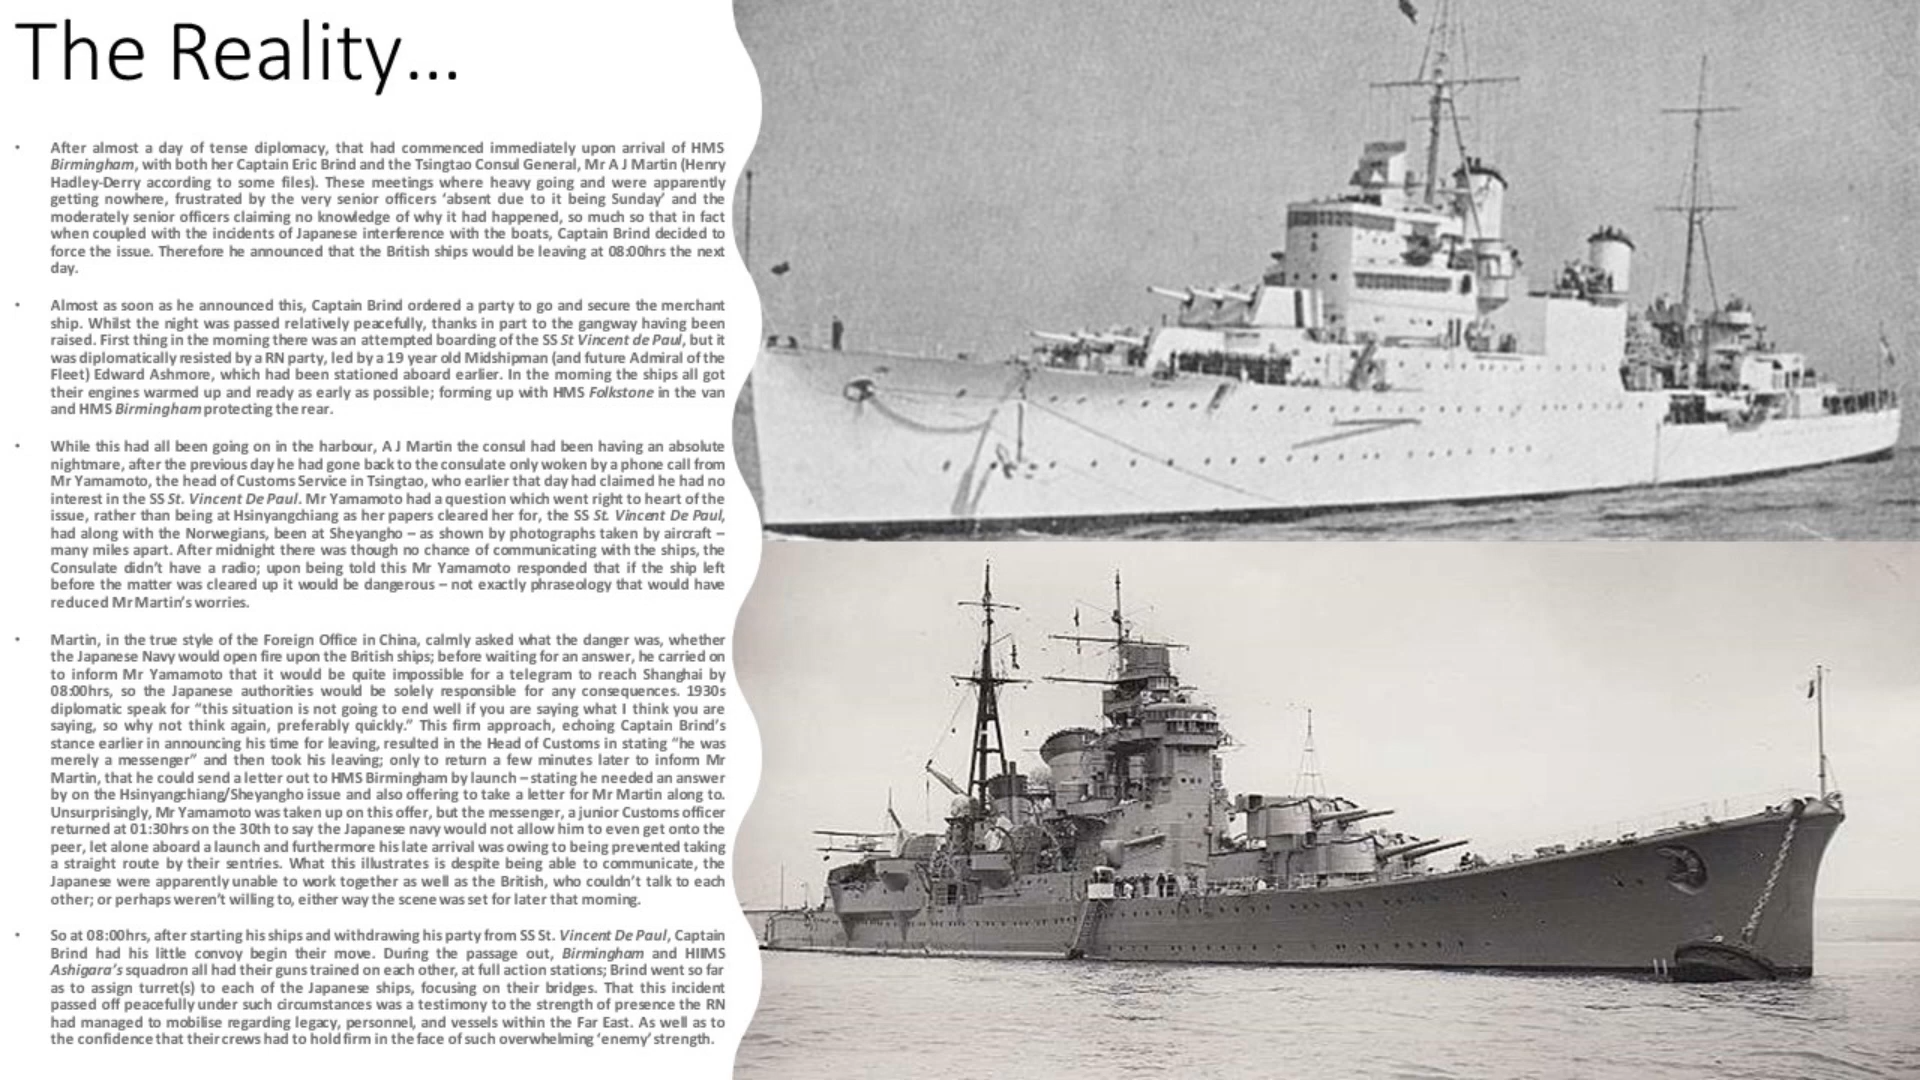 The Reality...
• After almost a day of tense diplomacy, that had commenced immediately upon arrival of HMS
Birmingham, with both her Captain Eric Brind and the Tsingtao Consul General, Mr A J Martin (Henry
Hadley-Derry according to some files). These meetings where heavy going and were apparently
getting nowhere, frustrated by the very senior officers ‘absent due to it being Sunday’ and the
moderately senior officers claiming no knowledge of why it had happened, so much so that in fact
when coupled with the incidents of Japanese interference with the boats, Captain Brind decided to
force the issue. Therefore he announced that the British ships would be leaving at 08:00hrs the next
day.
• Almost as soon as he announced this, Captain Brind ordered a party to go and secure the merchant
ship. Whilst the night was passed relatively peacefully, thanks in part to the gangway having been
raised. First thing in the morning there was an attempted boarding of the SS St Vincent de Paul, but it
was diplomatically resisted by a RN party, led by a 19 year old Midshipman (and future Admiral of the
Fleet) Edward Ashmore, which had been stationed aboard earlier. In the morning the ships all got
their engines warmed up and ready as early as possible; forming up with HMS Folkstone in the van
and HMS Birmingham protecting the rear.
• While this had all been going on in the harbour, A J Martin the consul had been having an absolute
nightmare, after the previous day he had gone back to the consulate only woken by a phone call from
Mr Yamamoto, the head of Customs Service in Tsingtao, who earlier that day had claimed he had no
interest in the SS St. Vincent De Paul. Mr Yamamoto had a question which went right to heart of the
issue, rather than being at Hsinyangchiang as her papers cleared her for, the SS St. Vincent De Paul,
had along with the Norwegians, been at Sheyangho – as shown by photographs taken by aircraft –
many miles apart. After midnight there was though no chance of communicating with the ships, the
Consulate didn’t have a radio; upon being told this Mr Yamamoto responded that if the ship left
before the matter was cleared up it would be dangerous – not exactly phraseology that would have
reduced Mr Martin’s worries.
• Martin, in the true style of the Foreign Office in China, calmly asked what the danger was, whether
the Japanese Navy would open fire upon the British ships; before waiting for an answer, he carried on
to inform Mr Yamamoto that it would be quite impossible for a telegram to reach Shanghai by
08:00hrs, so the Japanese authorities would be solely responsible for any consequences. 1930s
diplomatic speak for “this situation is not going to end well if you are saying what I think you are
saying, so why not think again, preferably quickly.” This firm approach, echoing Captain Brind’s
stance earlier in announcing his time for leaving, resulted in the Head of Customs in stating “he was
merely a messenger” and then took his leaving; only to return a few minutes later to inform Mr
Martin, that he could send a letter out to HMS Birmingham by launch – stating he needed an answer
by on the Hsinyangchiang/Sheyangho issue and also offering to take a letter for Mr Martin along to.
Unsurprisingly, Mr Yamamoto was taken up on this offer, but the messenger, a junior Customs officer
returned at 01:30hrs on the 30th to say the Japanese navy would not allow him to even get onto the
peer, let alone aboard a launch and furthermore his late arrival was owing to being prevented taking
a straight route by their sentries. What this illustrates is despite being able to communicate, the
Japanese were apparently unable to work together as well as the British, who couldn’t talk to each
other; or perhaps weren’t willing to, either way the scene was set for later that morning.
• So at 08:00hrs, after starting his ships and withdrawing his party from SS St. Vincent De Paul, Captain
Brind had his little convoy begin their move. During the passage out, Birmingham and HIIMS
Ashigara’s squadron all had their guns trained on each other, at full action stations; Brind went so far
as to assign turret(s) to each of the Japanese ships, focusing on their bridges. That this incident
passed off peacefully under such circumstances was a testimony to the strength of presence the RN
had managed to mobilise regarding legacy, personnel, and vessels within the Far East. As well as to
the confidence that their crews had to hold firm in the face of such overwhelming ‘enemy’ strength.